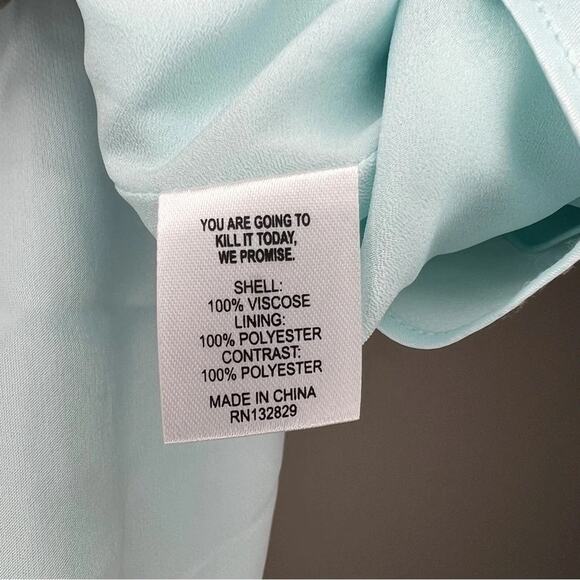 YOU ARE GOING TO
KILL IT TODAY,
WE PROMISE.
SHELL:
100% VISCOSE
LINING:
100% POLYESTER
CONTRAST:
100% POLYESTER
MADE IN CHINA
RN132829